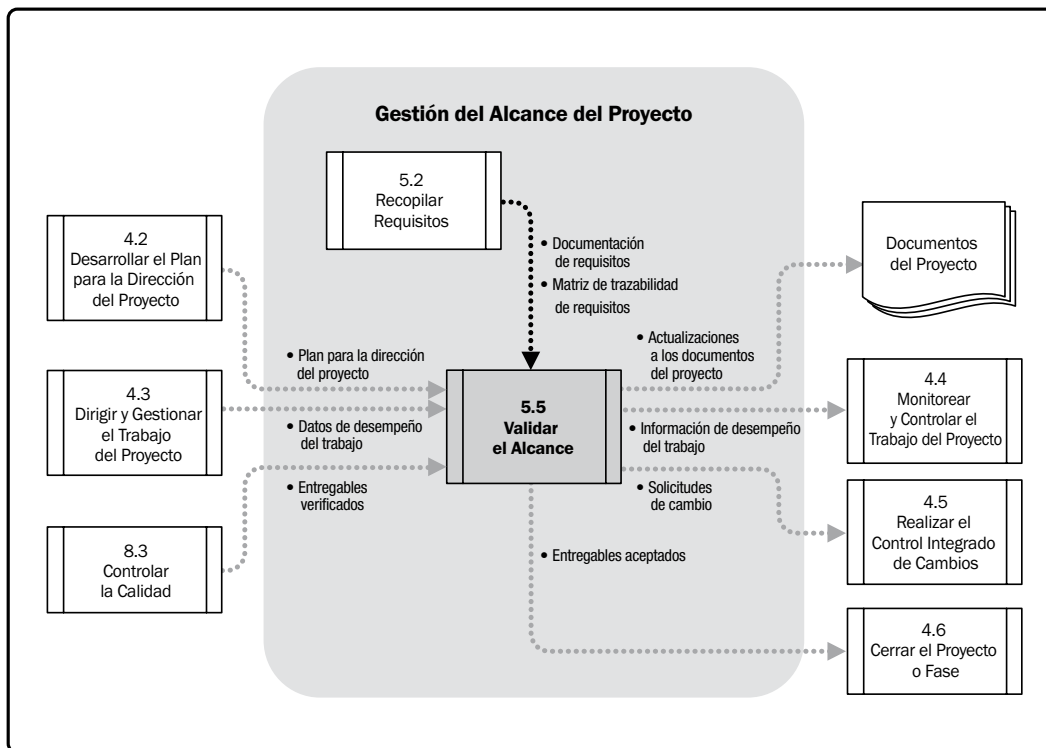 Gestión del Alcance del Proyecto
5.2
Recopilar
Requisitos
4.2
Desarrollar el Plan
para la Dirección
del Proyecto
• Documentación
de requisitos
• Matriz de trazabilidad
de requisitos
Documentos
del Proyecto
• Plan para la dirección
del proyecto
• Actualizaciones
a los documentos
del proyecto
4.3
Dirigir y Gestionar
el Trabajo
del Proyecto
• Datos de desempeño
del trabajo
5.5
Validar
el Alcance
• Información de desempeño
del trabajo
4.4
Monitorear
y Controlar el
Trabajo del Proyecto
• Entregables
verificados
• Solicitudes
de cambio
4.5
Realizar el
Control Integrado
de Cambios
8.3
Controlar
la Calidad
• Entregables aceptados
4.6
Cerrar el Proyecto
o Fase